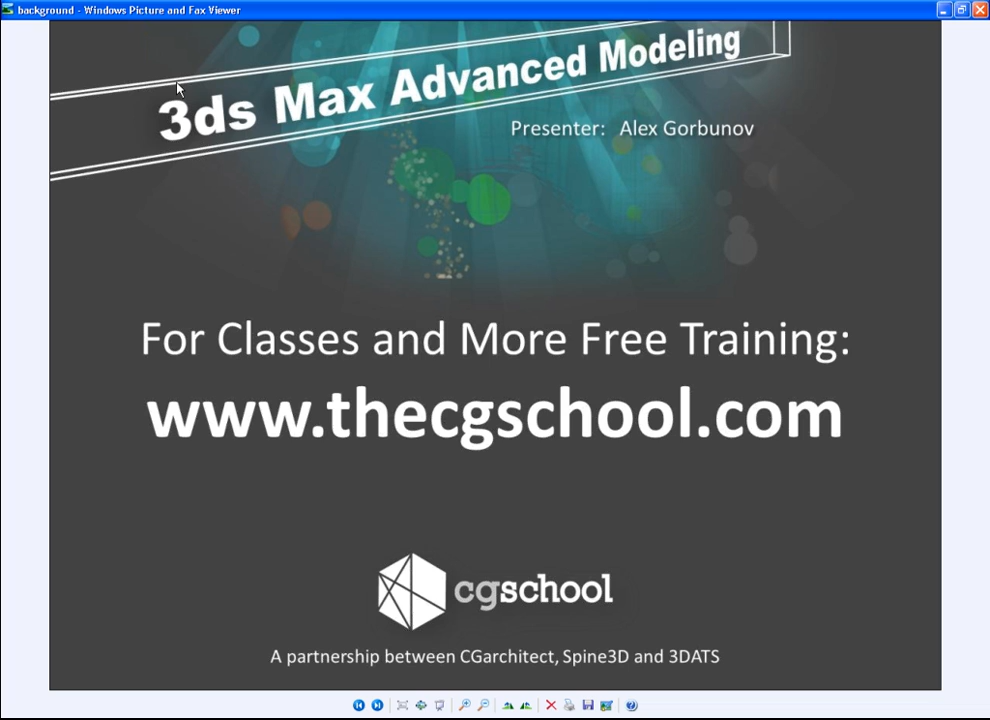 background - Windows Picture and Fax Viewer
3ds Max Advanced Modeling
Presenter: Alex Gorbunov
For Classes and More Free Training:
www.thecgschool.com
cgschool
A partnership between CGarchitect, Spine3D and 3DATS